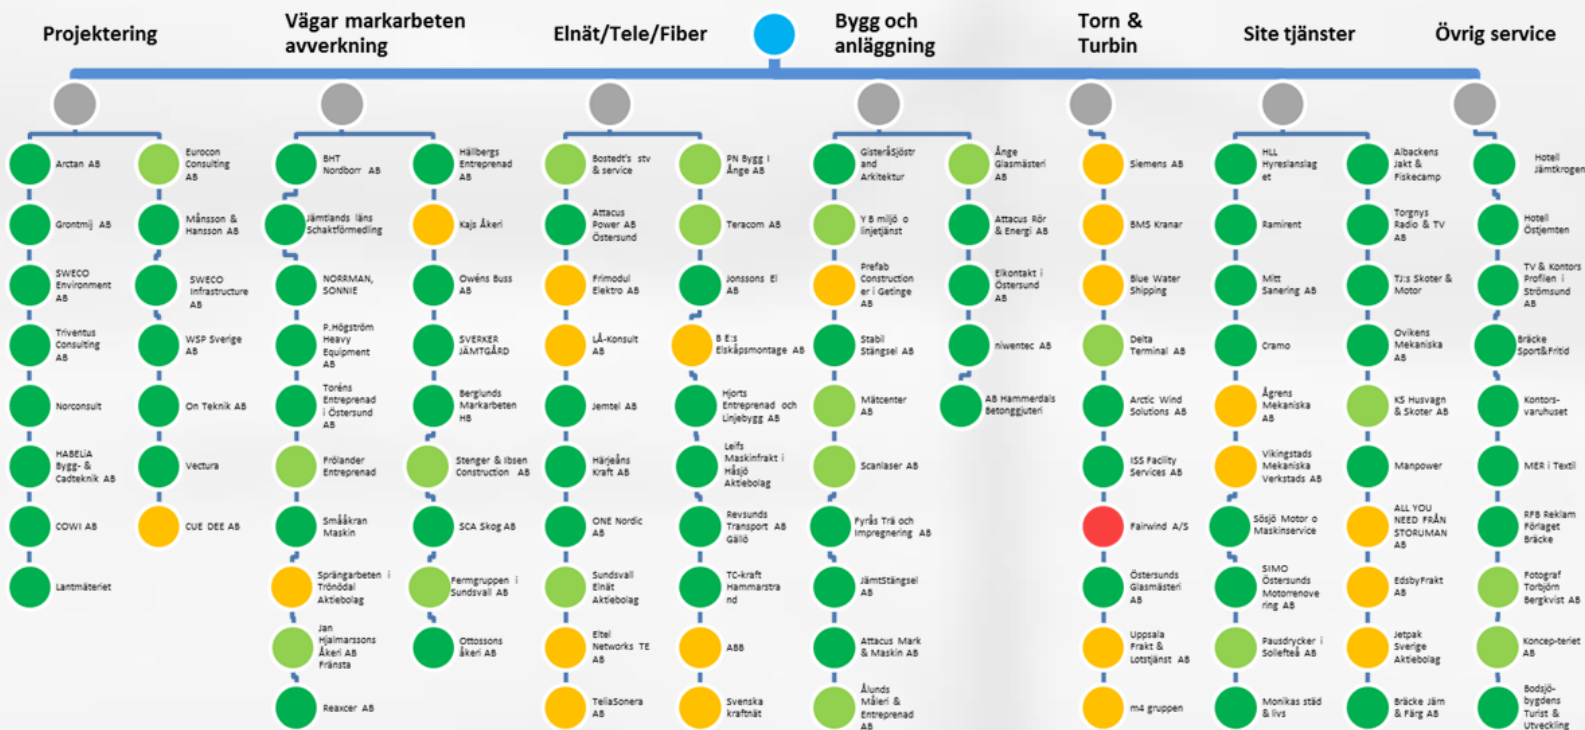 Projektering
Vägar markarbeten
avverkning
Elnät/Tele/Fiber
Bygg och
anläggning
Torn &
Turbin
Site tjänster
Övrig service
Arctan AB
Grontmij AB
SWECO
Environment
AB
Triventus
Consulting
AB
Norconsult
HABELIA
Bygg- &
Cadteknik AB
COWI AB
Lantmäteriet
Eurocon
Consulting
AB
Månsson &
Hansson AB
SWECO
Infrastructure
AB
WSP Sverige
AB
On Teknik AB
Vectura
CUE DEE AB
BHT
Nordborr AB
Jämtlands läns
Schaktförmedling
NORRMAN,
SONNIE
P.Högström
Heavy
Equipment
AB
Toréns
Entreprenad
i Östersund
AB
Frölander
Entreprenad
Smååkran
Maskin
Sprängarbeten i
Trönödal
Aktiebolag
Jan
Hjalmarssons
Åkeri AB
Fränsta
Reaxcer AB
Hällbergs
Entreprenad
AB
Kajs Åkeri
Owéns Buss
AB
SVERKER
JÄMTGÅRD
Berglunds
Markarbeten
HB
Stenger & Ibsen
Construction AB
SCA Skog AB
Fermgruppen i
Sundsvall AB
Ottossons
åkeri AB
Bostedt's stv
& service
Attacus
Power AB
Östersund
Frimodul
Elektro AB
LÅ-Konsult
AB
Jemtel AB
Härjeåns
Kraft AB
ONE Nordic
AB
Sundsvall
Elnät
Aktiebolag
Eltel
Networks TE
AB
TeliaSonera
AB
PN Bygg i
Ånge AB
Teracom AB
Jonssons El
AB
B E:s
Elskåpsmontage AB
Hjorts
Entreprenad och
Linjebygg AB
Leifs
Maskinfrakt i
Håsjö
Aktiebolag
Revsunds
Transport AB
Gällö
TC-kraft
Hammarstra
nd
ABB
Svenska
kraftnät
GisteråSjöstr
and
Arkitektur
Y B miljö o
linjetjänst
Prefab
Construction
er i Getinge
AB
Stabil
Stängsel AB
Mätcenter
AB
Scanlaser AB
Fyrås Trä och
Impregnering AB
JämtStängsel
AB
Attacus Mark
& Maskin AB
Ålunds
Måleri &
Entreprenad
AB
Ånge
Glasmästeri
AB
Attacus Rör
& Energi AB
Elkontakt i
Östersund
AB
niwentec AB
AB Hammerdals
Betonggjuteri
Siemens AB
BMS Kranar
Blue Water
Shipping
Delta
Terminal AB
Arctic Wind
Solutions AB
ISS Facility
Services AB
Fairwind A/S
Östersunds
Glasmästeri
AB
Uppsala
Frakt &
Lotstjänst AB
m4 gruppen
HLL
Hyreslanslag
et
Ramirent
Mitt
Sanering AB
Cramo
Ågrens
Mekaniska
AB
Vikingstads
Mekaniska
Verkstads AB
Sösjö Motor o
Maskinservice
SIMO
Östersunds
Motorrenove
ring AB
Pausdrycker i
Sollefteå AB
Monikas städ
& livs
Albackens
Jakt &
Fiskecamp
Torgnys
Radio & TV
AB
TJ:s Skoter &
Motor
Ovikens
Mekaniska
AB
KS Husvagn
& Skoter AB
Manpower
ALL YOU
NEED FRÅN
STORUMAN
AB
EdsbyFrakt
AB
Jetpak
Sverige
Aktiebolag
Bräcke Järn
& Färg AB
Hotell
Jämtkrogen
Hotell
Östjemten
TV & Kontors
Profilen i
Strömsund
AB
Bräcke
Sport&Fritid
Kontors-
varuhuset
MER i Textil
RFB Reklam
Förlaget
Bräcke
Fotograf
Torbjörn
Bergkvist AB
Koncep-teriet
AB
Bodsjö-
bygdens
Turist &
Utveckling